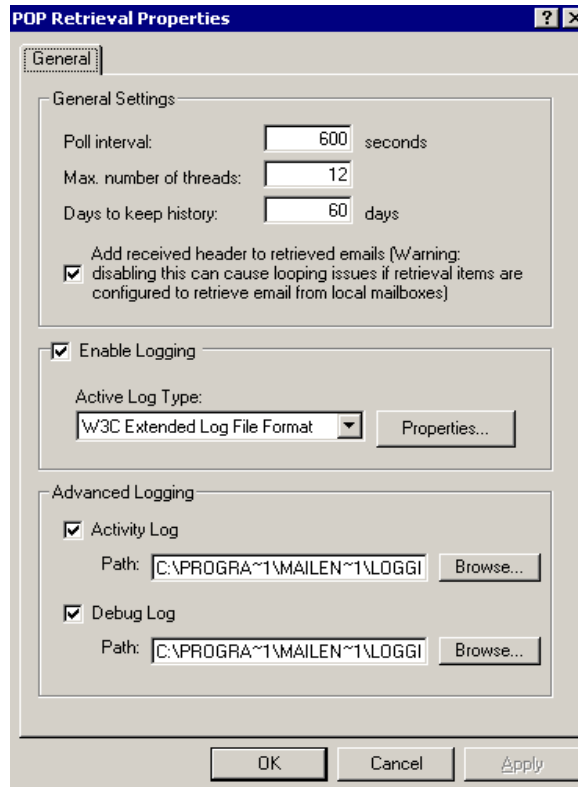 POP Retrieval Properties
General
General Settings
Poll interval: 600 seconds
Max. number of threads: 12
Days to keep history: 60 days
Add received header to retrieved emails (Warning:
disabling this can cause looping issues if retrieval items are
configured to retrieve email from local mailboxes)
Enable Logging
Active Log Type:
W3C Extended Log File Format Properties...
Advanced Logging
Activity Log
Path: C:\PROGRA~1\MAILEN~1\LOGGI Browse...
Debug Log
Path: C:\PROGRA~1\MAILEN~1\LOGGI Browse...
OK Cancel Apply